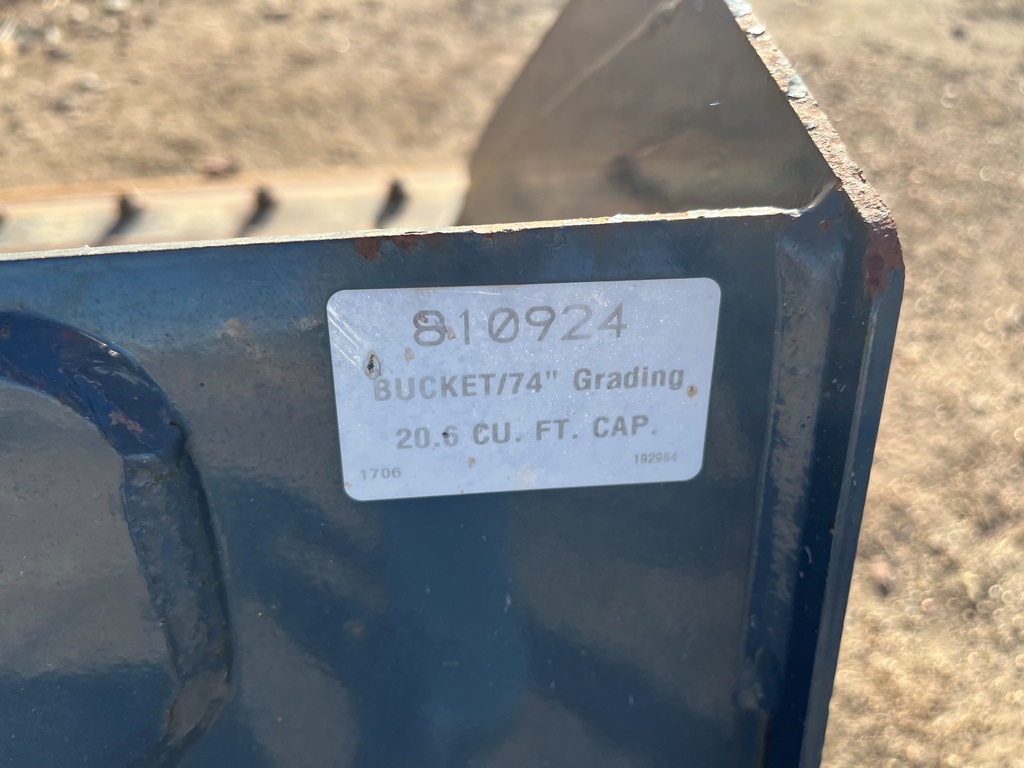 810924
BUCKET/74" Grading
20.6 CU. FT. CAP.
1706 192984